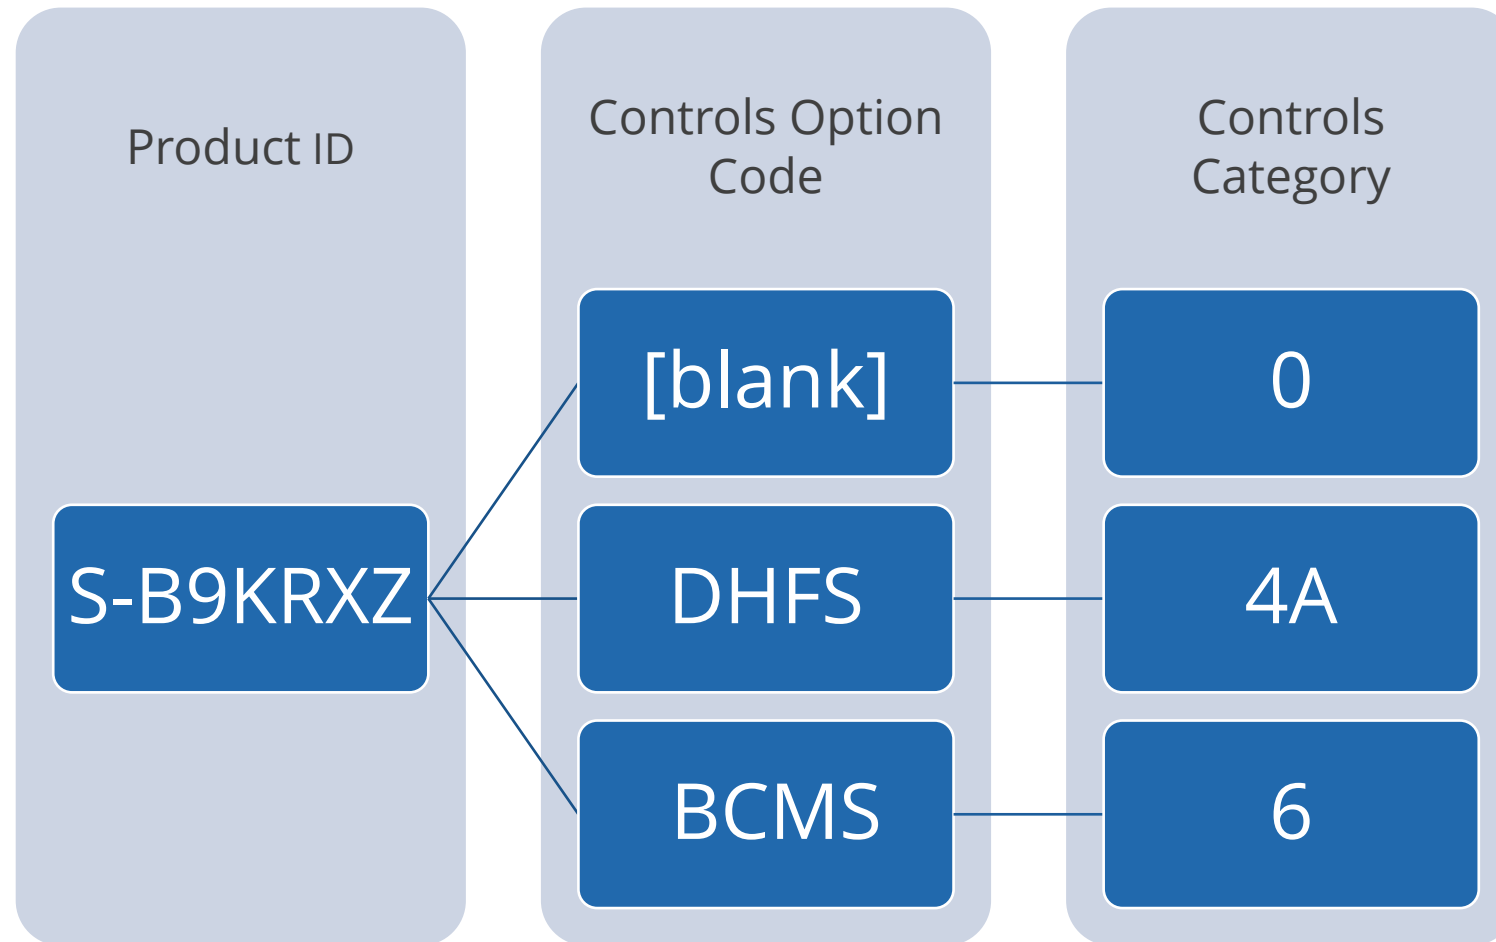 Product ID
Controls Option
Code
Controls
Category
[blank]
0
S-B9KRXZ
DHFS
4A
BCMS
6